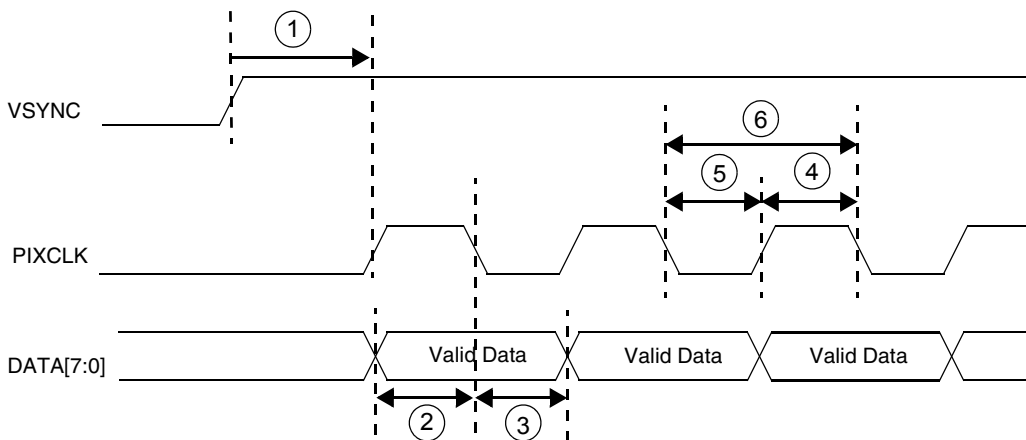 1
VSYNC
6
5 4
PIXCLK
DATA[7:0] Valid Data Valid Data Valid Data
2 3